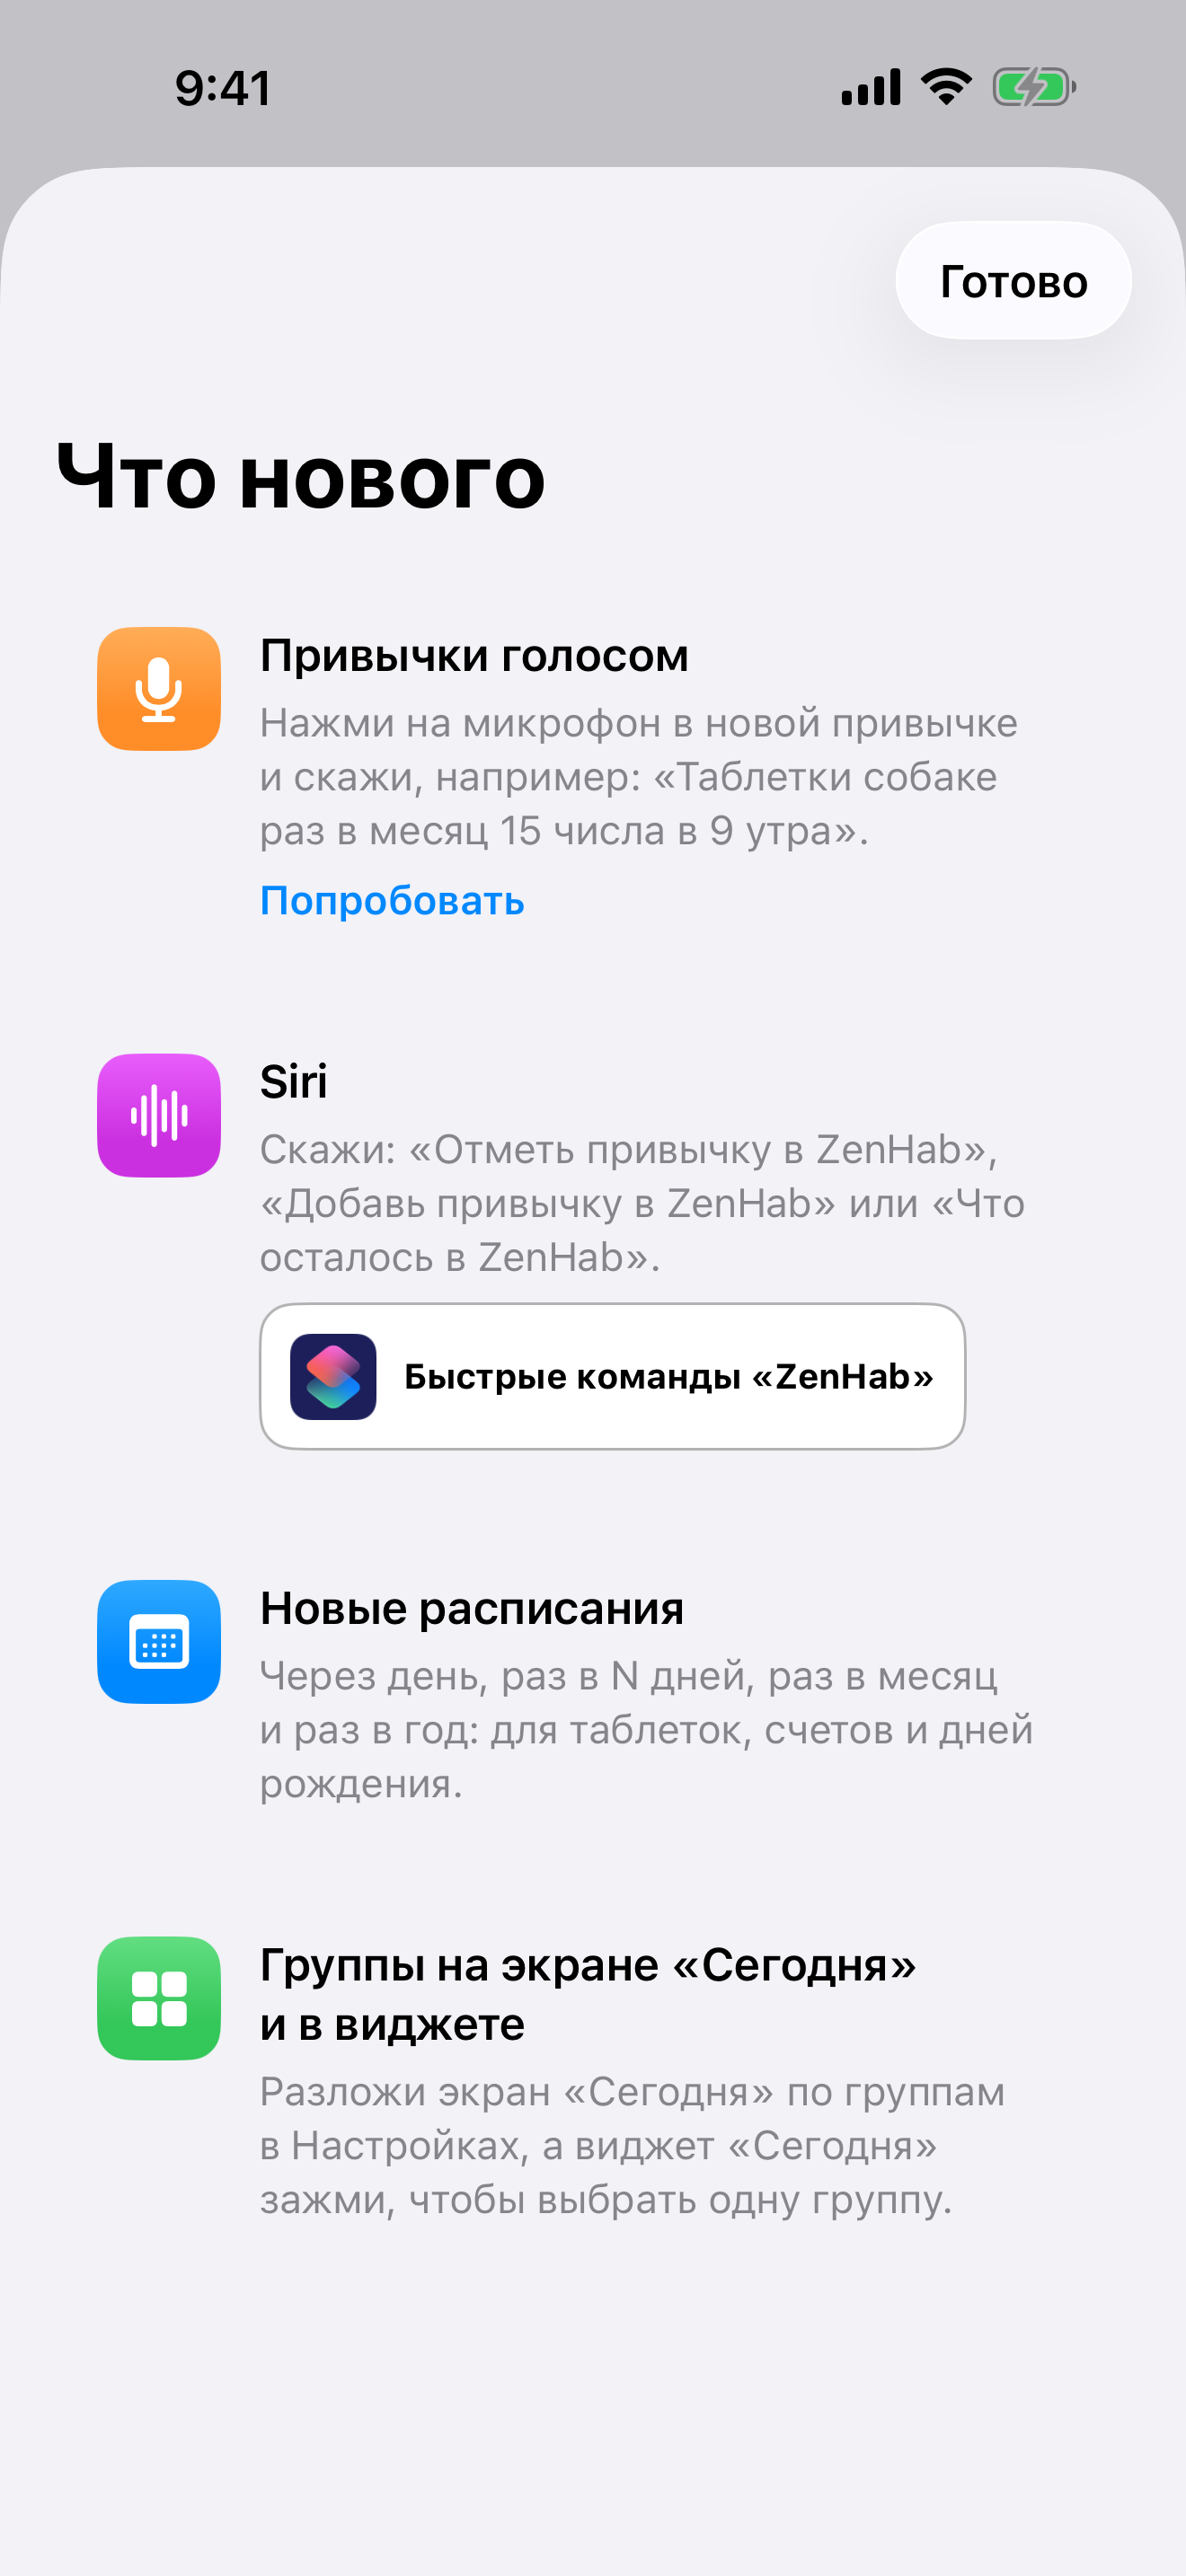 9:41
Готово
Что нового
Привычки голосом
Нажми на микрофон в новой привычке
и скажи, например: «Таблетки собаке
раз в месяц 15 числа в 9 утра».
Попробовать
Siri
Скажи: «Отметь привычку в ZenHab»,
«Добавь привычку в ZenHab» или «Что
осталось в ZenHab».
Быстрые команды «ZenHab»
Новые расписания
Через день, раз в N дней, раз в месяц
и раз в год: для таблеток, счетов и дней
рождения.
Группы на экране «Сегодня»
и в виджете
Разложи экран «Сегодня» по группам
в Настройках, а виджет «Сегодня»
зажми, чтобы выбрать одну группу.